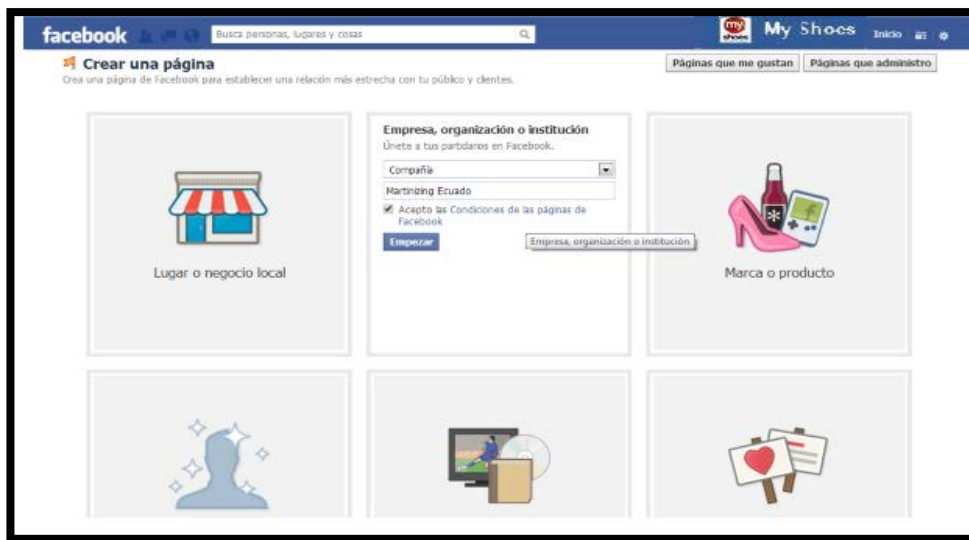 facebook
Busca personas, lugares y cosas
my shoes
My Shoes
Inicio
Crear una página
Crea una página de Facebook para establecer una relación más estrecha con tu público y clientes.
Páginas que me gustan
Páginas que administro
Lugar o negocio local
Empresa, organización o institución
Únete a tus partidarios en Facebook.
Compañía
Martinizing Ecuado
Acepto las Condiciones de las páginas de
Facebook
Empezar
Empresa, organización o institución
Marca o producto